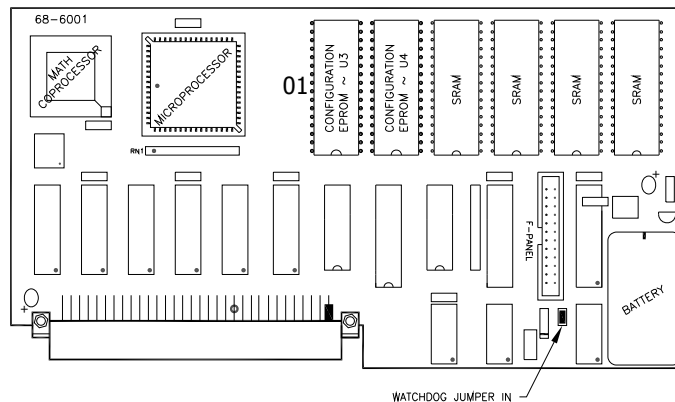 68-6001
MATH
COPROCESSOR
MICROPROCESSOR
RN1
01
CONFIGURATION
EPROM ~ U3
CONFIGURATION
EPROM ~ U4
SRAM
SRAM
SRAM
SRAM
F-PANEL
+
BATTERY
+
WATCHDOG JUMPER IN